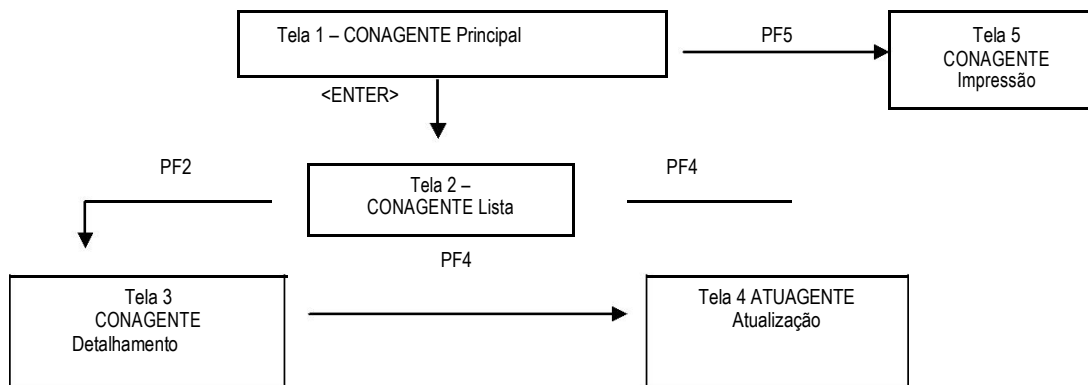 Tela 1 – CONAGENTE Principal
PF5
Tela 5
CONAGENTE
Impressão
<ENTER>
PF2
Tela 2 –
CONAGENTE Lista
PF4
PF4
Tela 3
CONAGENTE
Detalhamento
Tela 4 ATUAGENTE
Atualização